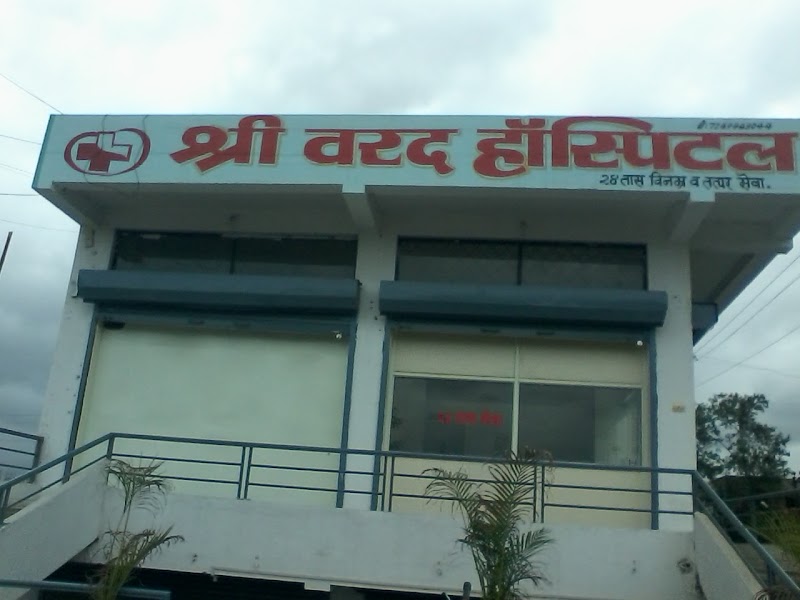 श्री वरद हॉस्पिटल
२४ तास विनम्र व तत्पर सेवा.